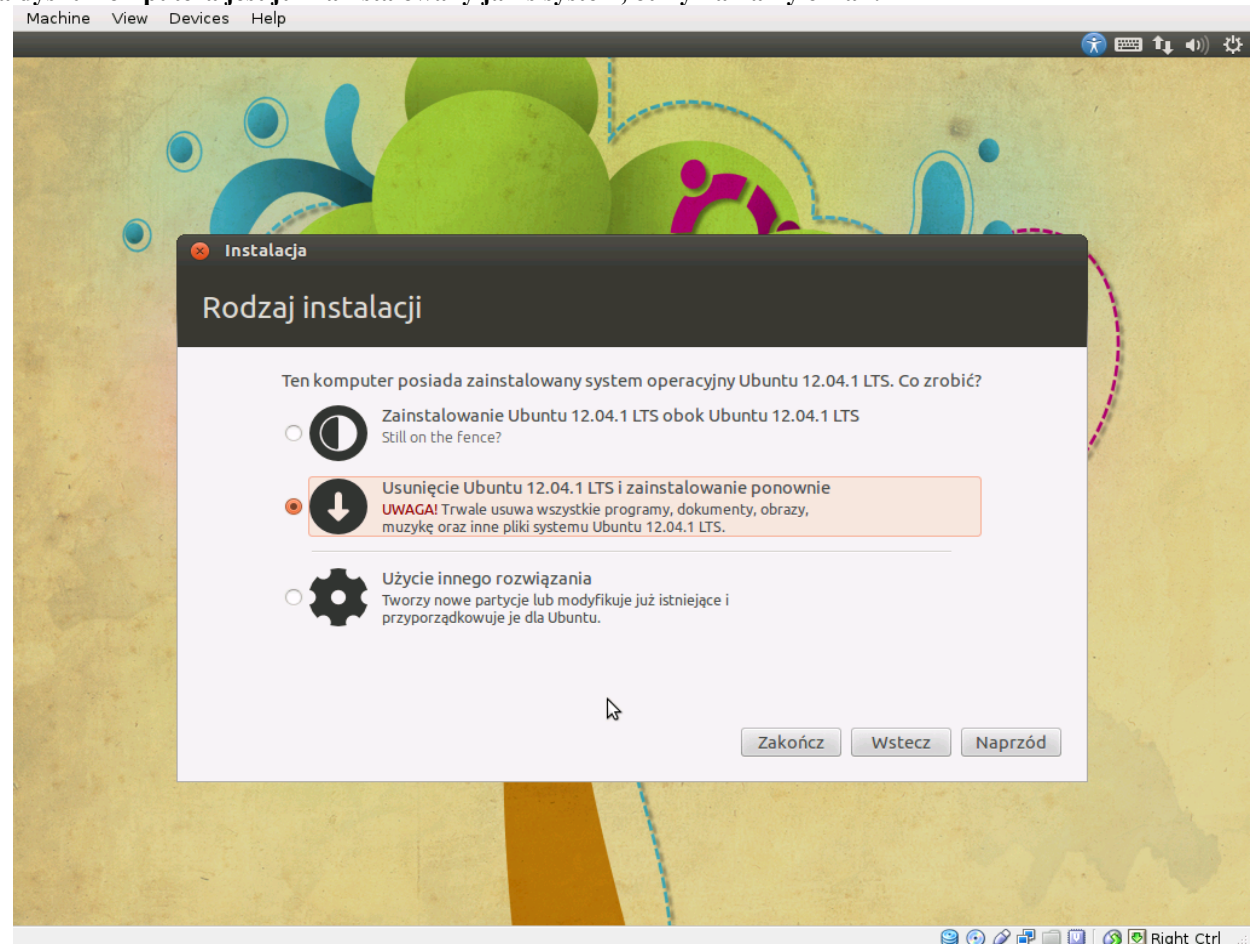 Machine View Devices Help
Instalacja
Rodzaj instalacji
Ten komputer posiada zainstalowany system operacyjny Ubuntu 12.04.1 LTS. Co zrobić?
Zainstalowanie Ubuntu 12.04.1 LTS obok Ubuntu 12.04.1 LTS
Still on the fence?
Usunięcie Ubuntu 12.04.1 LTS i zainstalowanie ponownie
UWAGA! Trwale usuwa wszystkie programy, dokumenty, obrazy,
muzykę oraz inne pliki systemu Ubuntu 12.04.1 LTS.
Użycie innego rozwiązania
Tworzy nowe partycje lub modyfikuje już istniejące i
przyporządkowuje je dla Ubuntu.
Zakończ Wstecz Naprzód
Right Ctrl